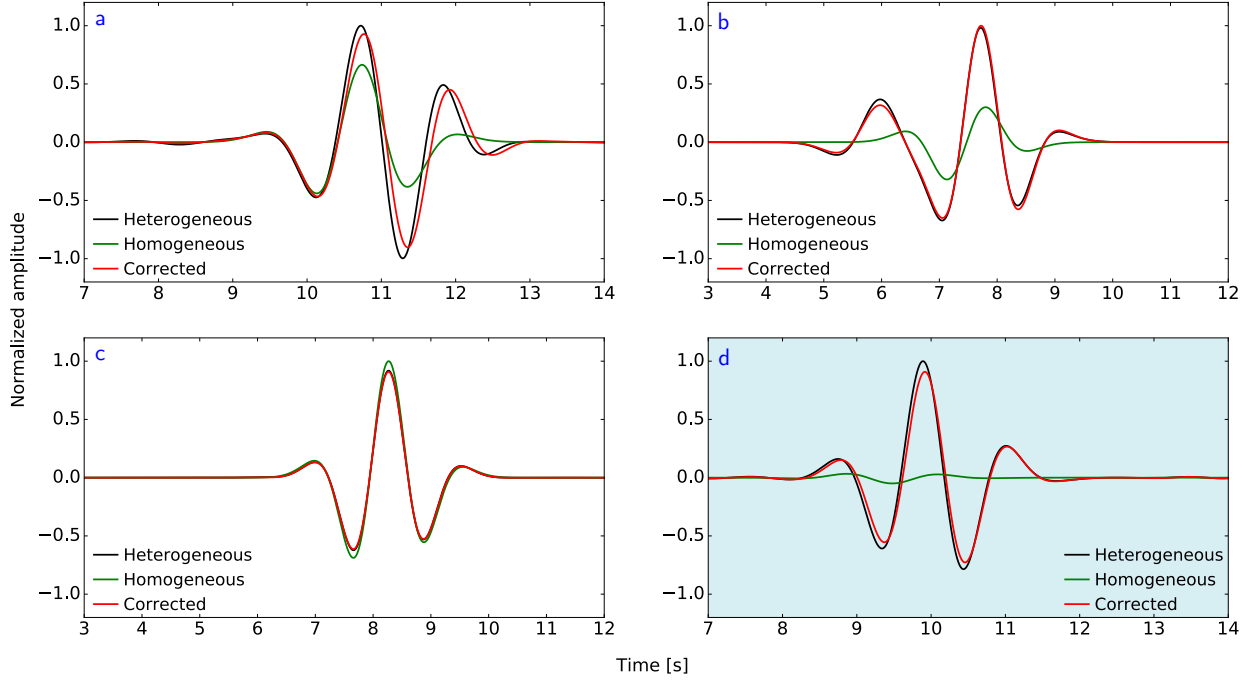 a
1.0
0.5
0.0
−0.5
−1.0
Heterogeneous
Homogeneous
Corrected
7 8 9 10 11 12 13 14
b
1.0
0.5
0.0
−0.5
−1.0
Heterogeneous
Homogeneous
Corrected
3 4 5 6 7 8 9 10 11 12
Normalized amplitude
c
1.0
0.5
0.0
−0.5
−1.0
Heterogeneous
Homogeneous
Corrected
3 4 5 6 7 8 9 10 11 12
d
1.0
0.5
0.0
−0.5
−1.0
Heterogeneous
Homogeneous
Corrected
7 8 9 10 11 12 13 14
Time [s]